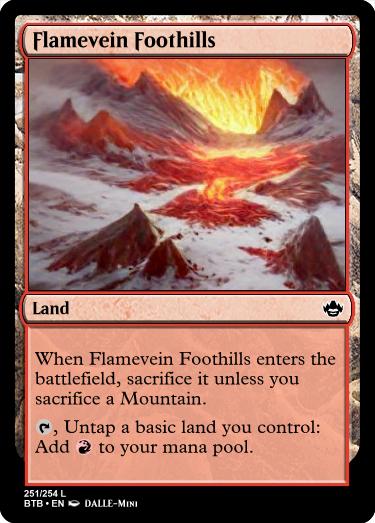 Flamevein Foothills
Land
When Flamevein Foothills enters the
battlefield, sacrifice it unless you
sacrifice a Mountain.
, Untap a basic land you control:
Add to your mana pool.
251/254 L
BTB • EN DALLE-Mini